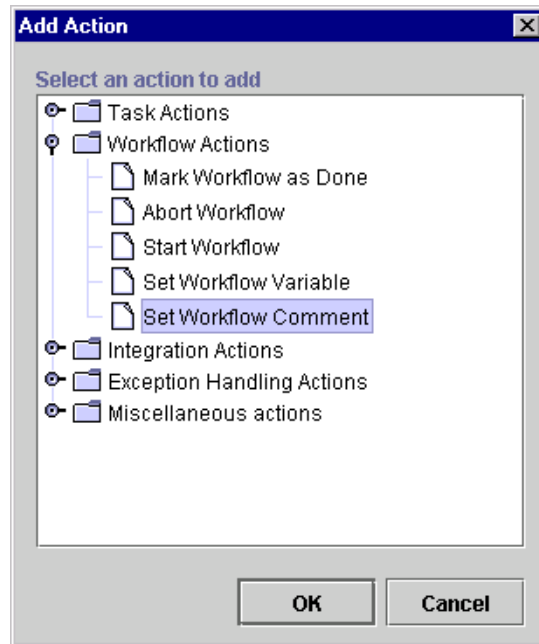 Add Action
Select an action to add
Task Actions
Workflow Actions
Mark Workflow as Done
Abort Workflow
Start Workflow
Set Workflow Variable
Set Workflow Comment
Integration Actions
Exception Handling Actions
Miscellaneous actions
OK Cancel